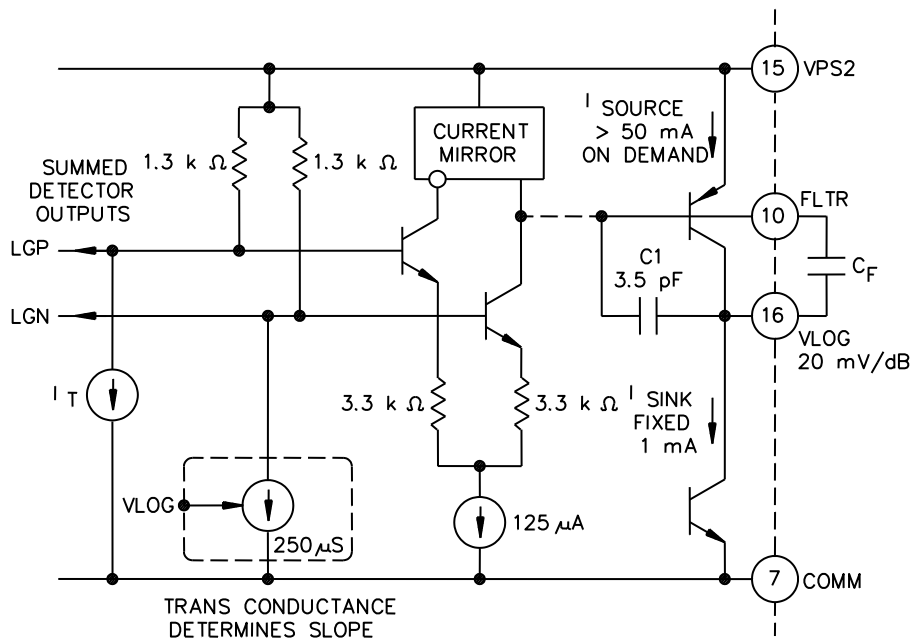 15 VPS2
I SOURCE
> 50 mA
ON DEMAND
CURRENT
MIRROR
1.3 k Ω
1.3 k Ω
SUMMED
DETECTOR
OUTPUTS
FLTR
10
LGP
C1
3.5 pF
CF
LGN
16
VLOG
20 mV/dB
I T
3.3 k Ω
3.3 k Ω
I SINK
FIXED
1 mA
VLOG
250 μS
125 μA
7 COMM
TRANS CONDUCTANCE
DETERMINES SLOPE